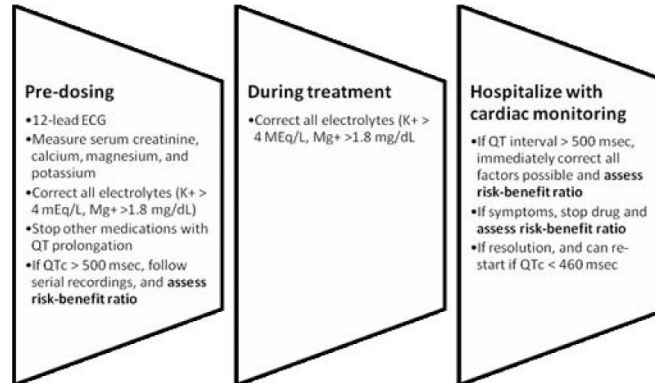 Pre-dosing
•12-lead ECG
•Measure serum creatinine,
calcium, magnesium, and
potassium
•Correct all electrolytes (K+ >
4 mEq/L, Mg+ >1.8 mg/dL)
•Stop other medications with
QT prolongation
•If QTc > 500 msec, follow
serial recordings, and assess
risk-benefit ratio
During treatment
•Correct all electrolytes (K+ >
4 MEq/L, Mg+ >1.8 mg/dL
Hospitalize with
cardiac monitoring
•If QT interval > 500 msec,
immediately correct all
factors possible and assess
risk-benefit ratio
•If symptoms, stop drug and
assess risk-benefit ratio
•If resolution, and can re-
start if QTc < 460 msec